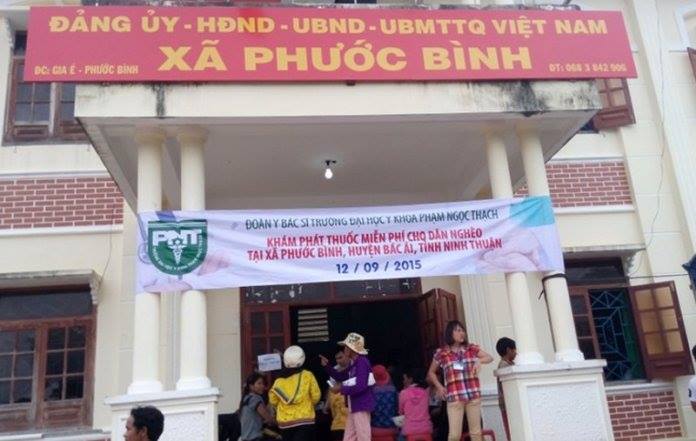 ĐẢNG ỦY - HĐND - UBND - UBMTTQ VIỆT NAM
XÃ PHƯỚC BÌNH
ĐC: GIA É - PHƯỚC BÌNH
ĐT: 068 3 842 906
ĐOÀN Y BÁC SĨ TRƯỜNG ĐẠI HỌC Y KHOA PHẠM NGỌC THẠCH
KHÁM PHÁT THUỐC MIỄN PHÍ CHO DÂN NGHÈO
TẠI XÃ PHƯỚC BÌNH, HUYỆN BÁC ÁI, TỈNH NINH THUẬN
12 / 09 / 2015
PNT